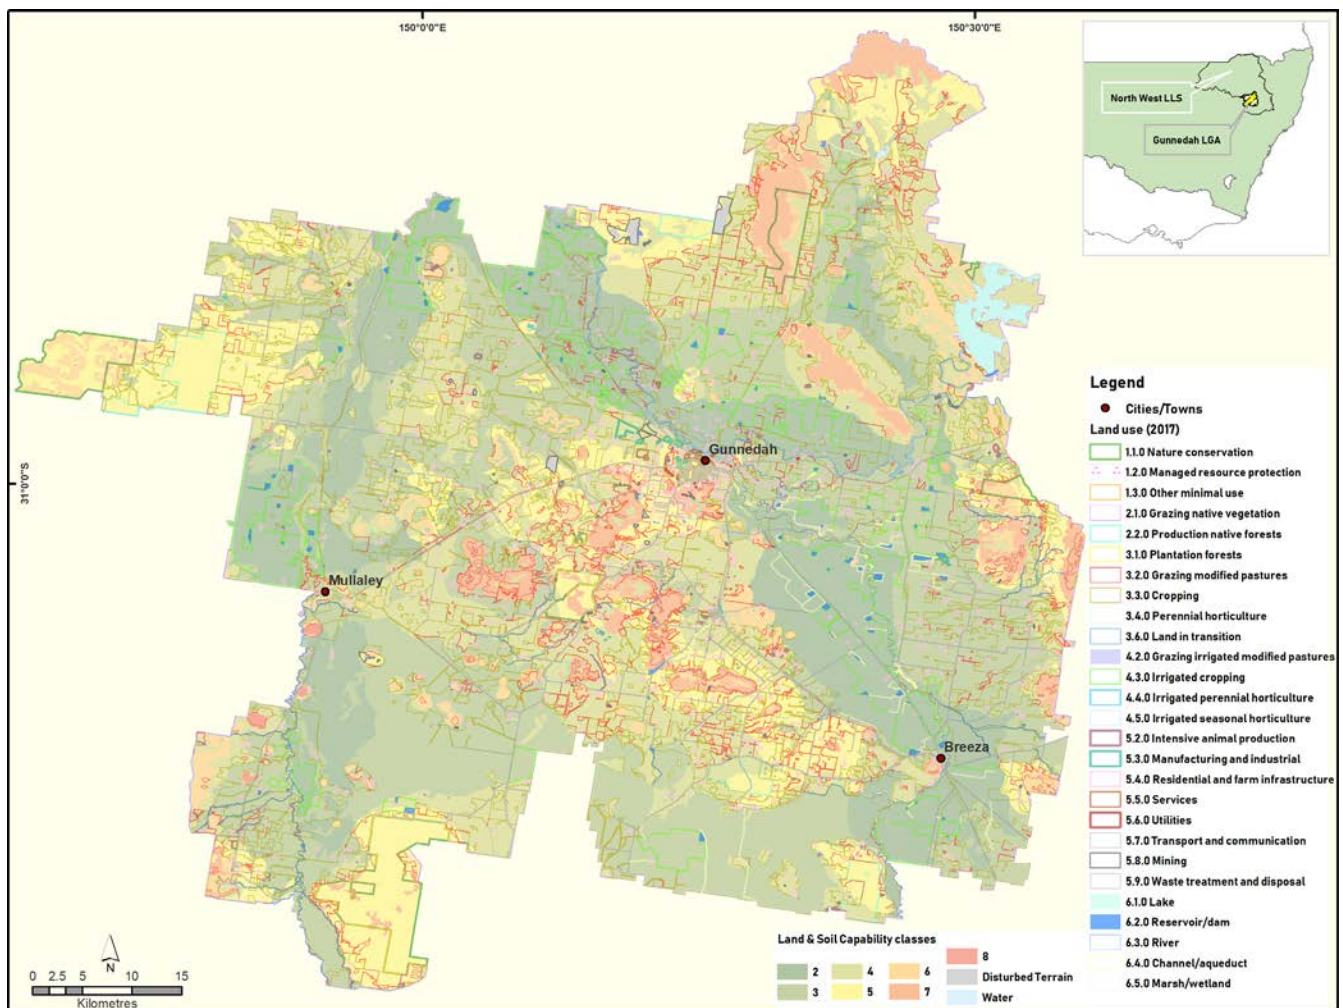 150°0'0"E
150°30'0"E
North West LLS
Gunnedah LGA
31°0'0"S
Gunnedah
Mullaley
Breeza
Legend
Cities/Towns
Land use (2017)
1.1.0 Nature conservation
1.2.0 Managed resource protection
1.3.0 Other minimal use
2.1.0 Grazing native vegetation
2.2.0 Production native forests
3.1.0 Plantation forests
3.2.0 Grazing modified pastures
3.3.0 Cropping
3.4.0 Perennial horticulture
3.6.0 Land in transition
4.2.0 Grazing irrigated modified pastures
4.3.0 Irrigated cropping
4.4.0 Irrigated perennial horticulture
4.5.0 Irrigated seasonal horticulture
5.2.0 Intensive animal production
5.3.0 Manufacturing and industrial
5.4.0 Residential and farm infrastructure
5.5.0 Services
5.6.0 Utilities
5.7.0 Transport and communication
5.8.0 Mining
5.9.0 Waste treatment and disposal
6.1.0 Lake
6.2.0 Reservoir/dam
6.3.0 River
6.4.0 Channel/aqueduct
6.5.0 Marsh/wetland
Land & Soil Capability classes
2 4 6 8
3 5 7 Disturbed Terrain
Water
N
0 2.5 5 10 15
Kilometres